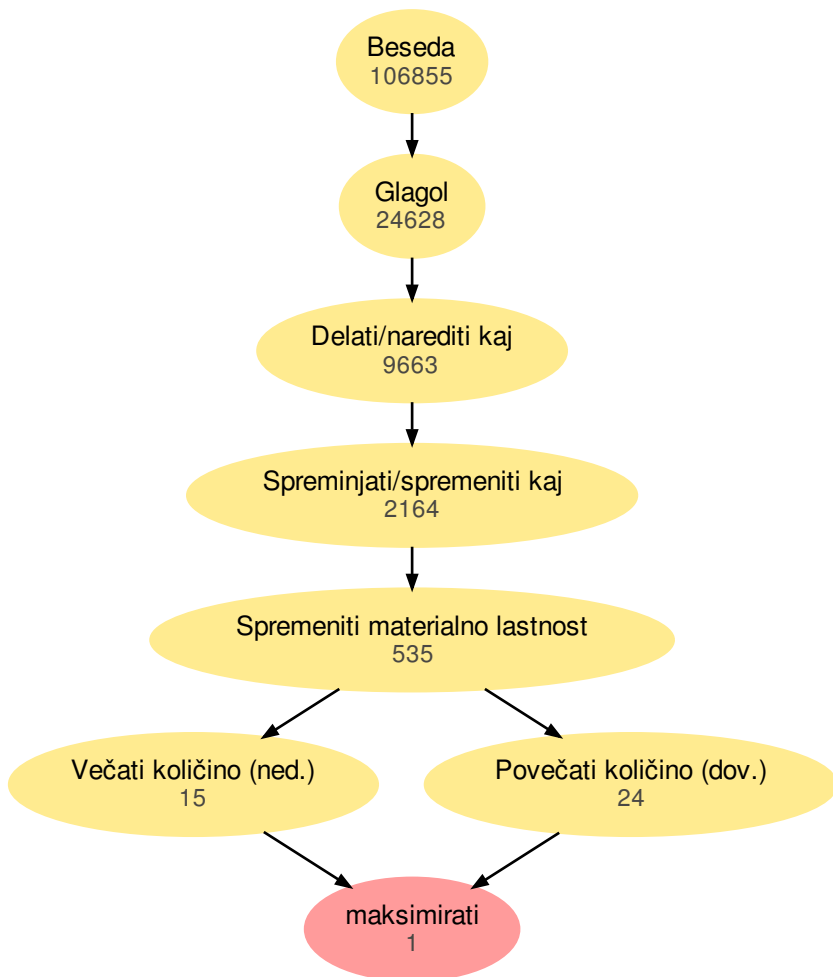 Beseda
106855
Glagol
24628
Delati/narediti kaj
9663
Spreminjati/spremeniti kaj
2164
Spremeniti materialno lastnost
535
Večati količino (ned.)
15
Povečati količino (dov.)
24
maksimirati
1